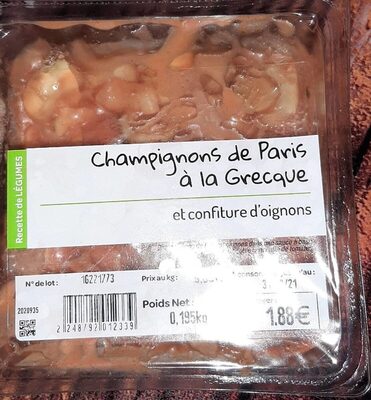 Recette de LÉGUMES
Champignons de Paris
à la Grecque
et confiture d'oignons
N° de lot :
16221773
Prix au kg :
2020935
Poids Net :
0,195kg
1.88€
2 248792 012339